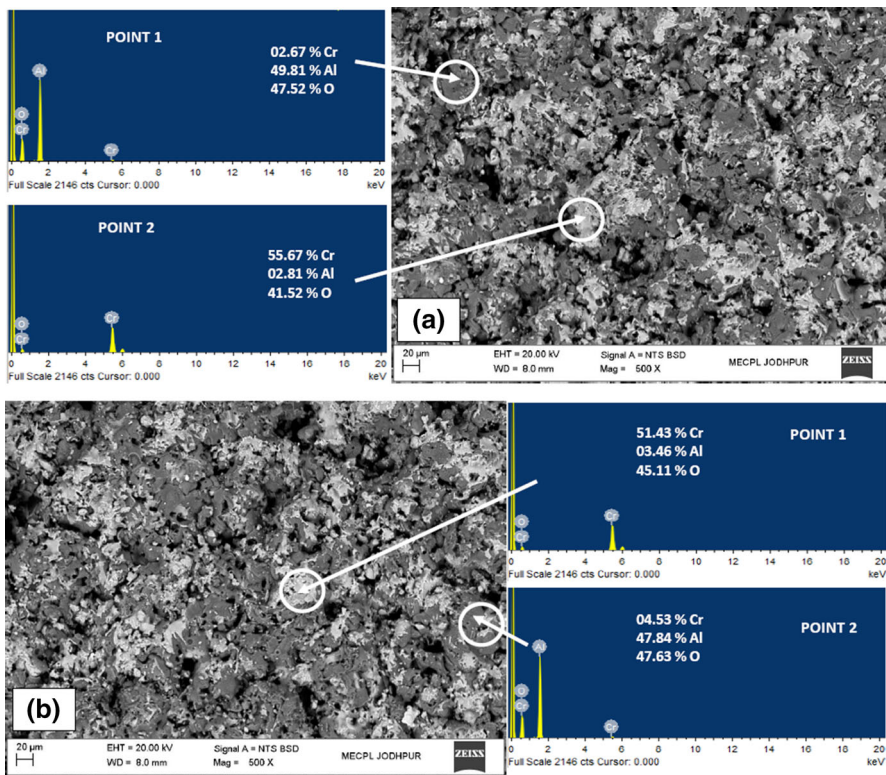 POINT 1
02.67 % Cr
49.81 % Al
47.52 % O
Al
O
Cr
Cr
0 2 4 6 8 10 12 14 16 18 20
Full Scale 2146 cts Cursor: 0.000 keV
POINT 2
55.67 % Cr
02.81 % Al
41.52 % O
O
Cr
Cr
0 2 4 6 8 10 12 14 16 18 20
Full Scale 2146 cts Cursor: 0.000 keV
(a)
20 µm EHT = 20.00 kV Signal A = NTS BSD MECPL JODHPUR ZEISS
WD = 8.0 mm Mag = 500 X
(b)
20 µm EHT = 20.00 kV Signal A = NTS BSD MECPL JODHPUR ZEISS
WD = 8.0 mm Mag = 500 X
51.43 % Cr POINT 1
03.46 % Al
45.11 % O
O
Cr
Cr
0 2 4 6 8 10 12 14 16 18 20
Full Scale 2146 cts Cursor: 0.000 keV
04.53 % Cr POINT 2
47.84 % Al
47.63 % O
Al
O
Cr
Cr
0 2 4 6 8 10 12 14 16 18 20
Full Scale 2146 cts Cursor: 0.000 keV